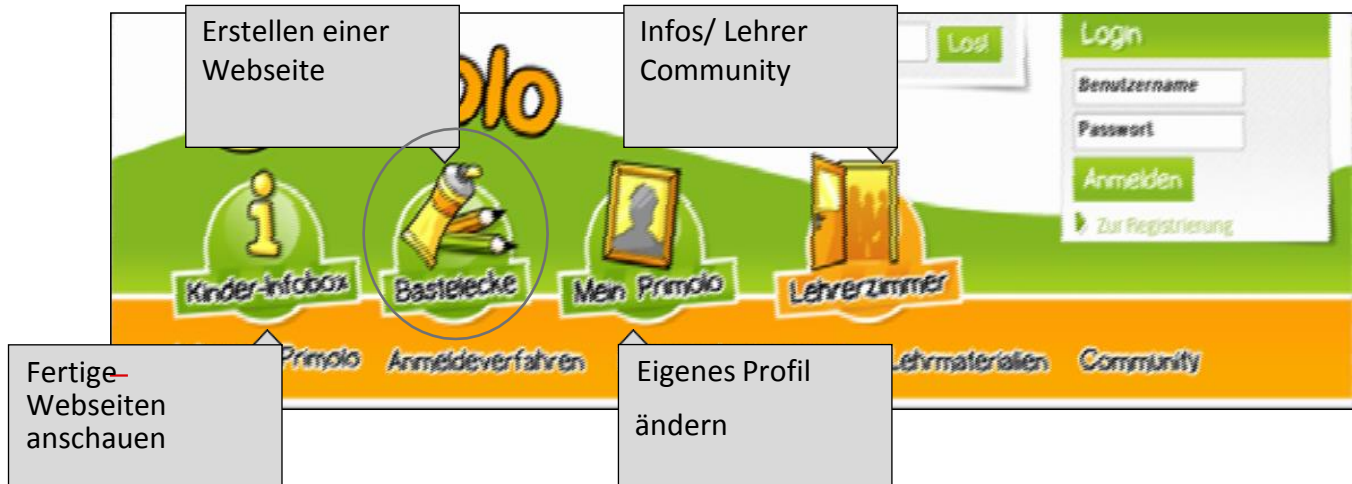 Erstellen einer
Webseite
Infos/ Lehrer
Community
Los!
Login
Benutzername
Passwort
Anmelden
Zur Registrierung
Kinder-Infobox
Bastelecke
Mein Primolo
Lehrerzimmer
Primolo
Anmeldeverfahren
Lehrmaterialien
Community
Fertige
Webseiten
anschauen
Eigenes Profil
ändern